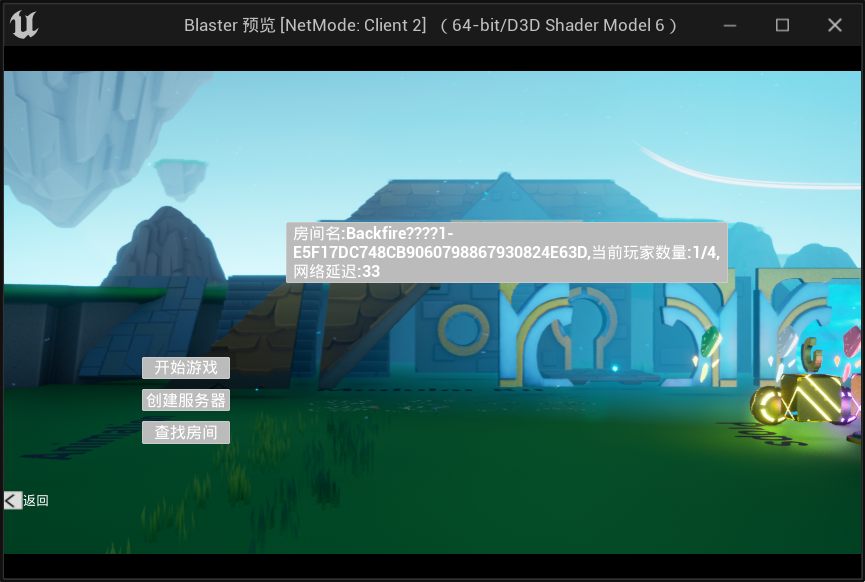 Blaster 预览 [NetMode: Client 2] （64-bit/D3D Shader Model 6）
房间名:Backfire????1-
E5F17DC748CB9060798867930824E63D,当前玩家数量:1/4,
网络延迟:33
开始游戏
创建服务器
查找房间
返回